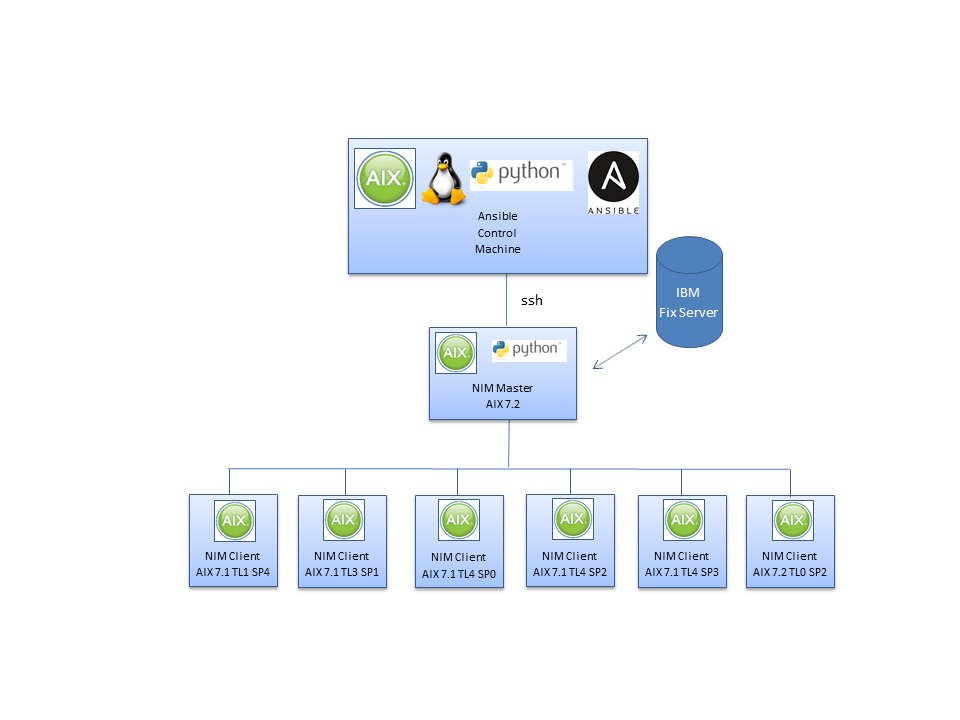 AIX
python™
ANSIBLE
Ansible
Control
Machine
ssh
IBM
Fix Server
AIX
python™
NIM Master
AIX 7.2
AIX
NIM Client
AIX 7.1 TL1 SP4
AIX
NIM Client
AIX 7.1 TL3 SP1
AIX
NIM Client
AIX 7.1 TL4 SP0
AIX
NIM Client
AIX 7.1 TL4 SP2
AIX
NIM Client
AIX 7.1 TL4 SP3
AIX
NIM Client
AIX 7.2 TL0 SP2